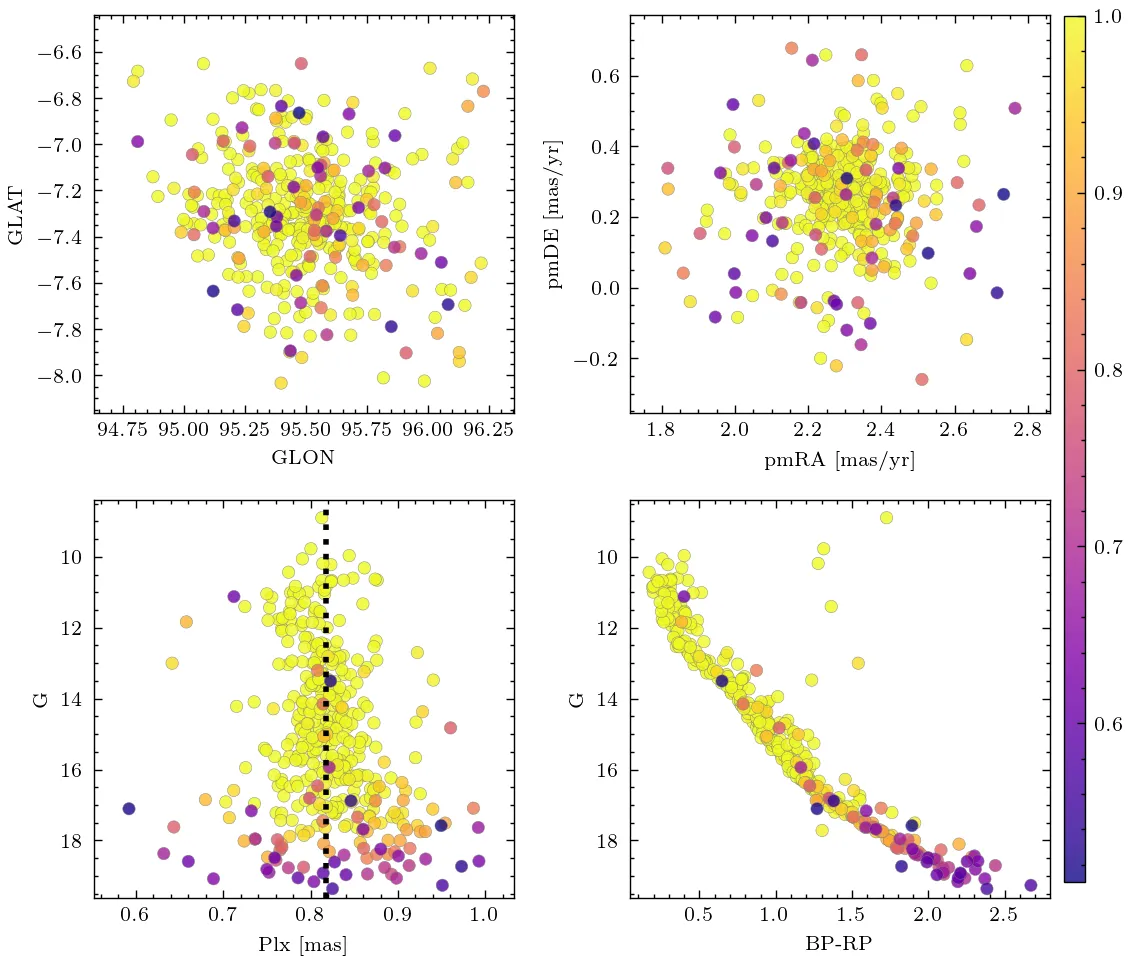 −6.6
−6.8
−7.0
−7.2
−7.4
−7.6
−7.8
−8.0
GLAT
94.75 95.00 95.25 95.50 95.75 96.00 96.25
GLON
0.6
0.4
0.2
0.0
−0.2
pmDE [mas/yr]
1.8 2.0 2.2 2.4 2.6 2.8
pmRA [mas/yr]
1.0
0.9
0.8
0.7
0.6
10
12
14
16
18
G
0.6 0.7 0.8 0.9 1.0
Plx [mas]
10
12
14
16
18
G
0.5 1.0 1.5 2.0 2.5
BP-RP